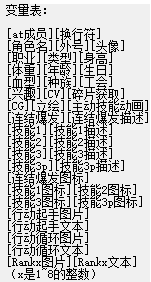 变量表:
[at成员][换行符]
[角色名][外号][头像]
[职业][类型][身高]
[体重][年龄][生日]
[血型][种族][工会]
[兴趣][CV][碎片获取]
[CG][立绘][主动技能动画]
[连结爆发][连结爆发描述]
[技能1][技能1描述]
[技能2][技能2描述]
[技能3][技能3描述]
[技能3p][技能3p描述]
[连结爆发图标]
[技能1图标][技能2图标]
[技能3图标][技能3p图标]
[行动起手图片]
[行动起手文本]
[行动循环图片]
[行动循环文本]
[Rankx图片][Rankx文本]
(x是1~8的整数)